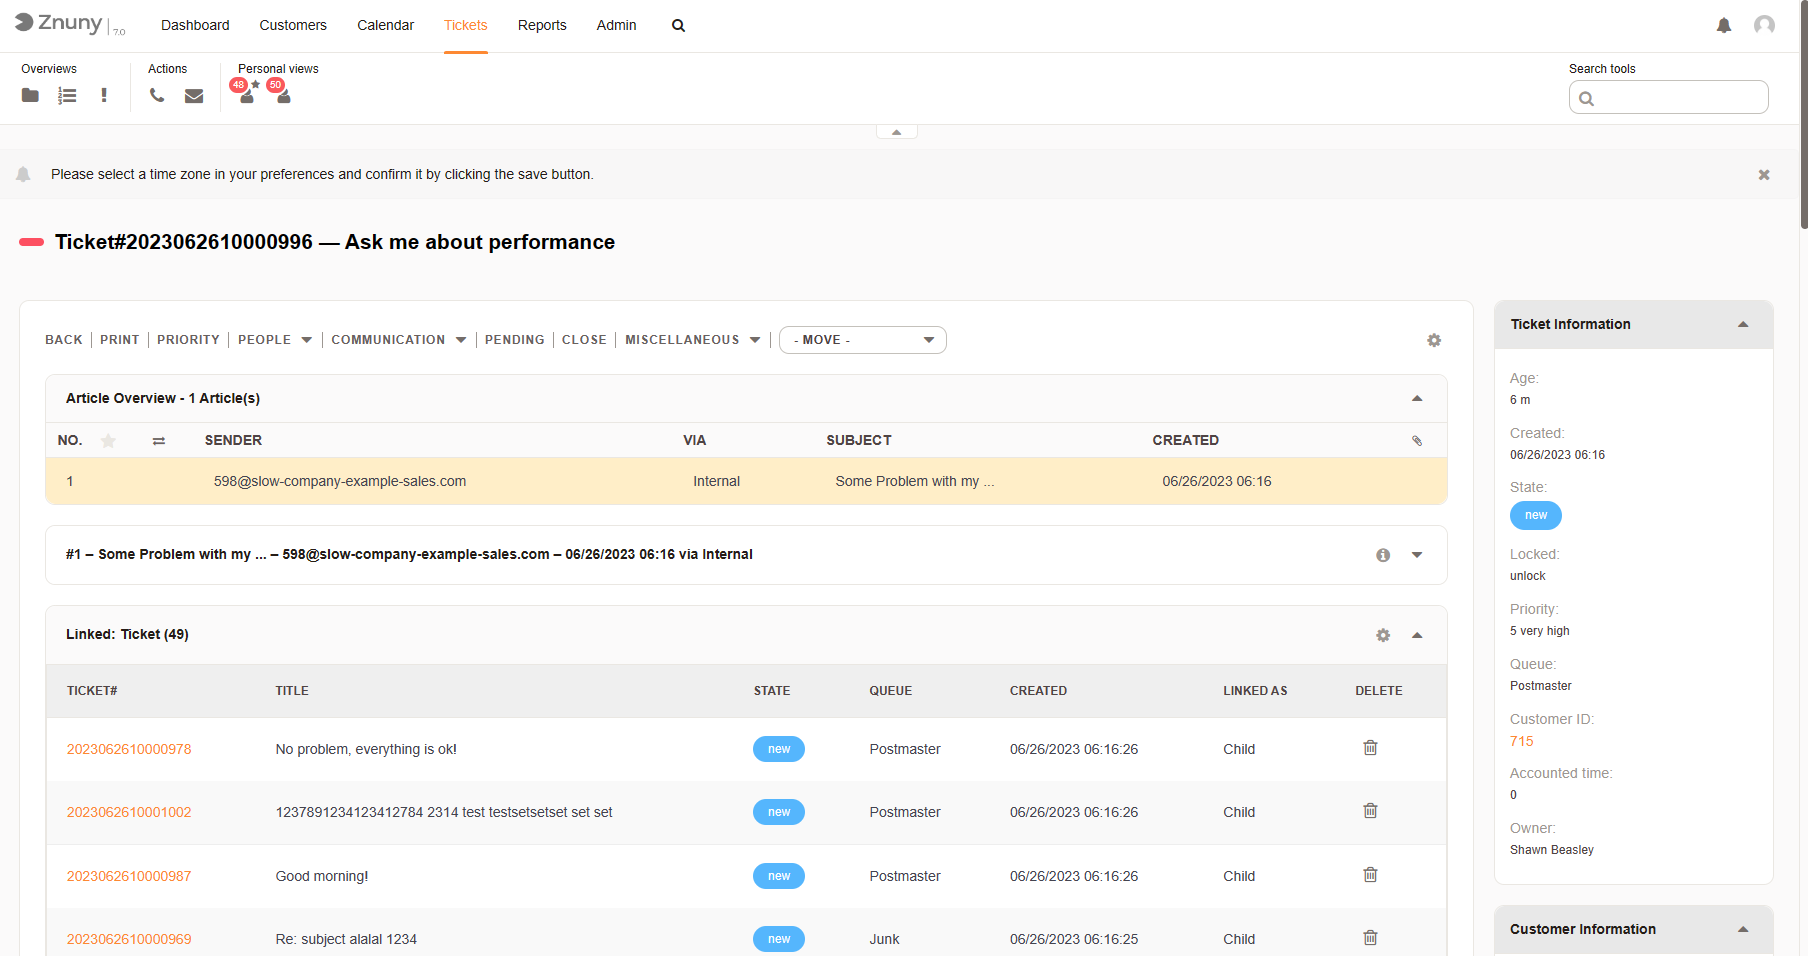 Znuny 7.0
Dashboard Customers Calendar Tickets Reports Admin
Overviews Actions Personal views Search tools
48 50
Please select a time zone in your preferences and confirm it by clicking the save button.
Ticket#2023062610000996 — Ask me about performance
BACK PRINT PRIORITY PEOPLE COMMUNICATION PENDING CLOSE MISCELLANEOUS - MOVE -
Article Overview - 1 Article(s)
NO. SENDER VIA SUBJECT CREATED
1 598@slow-company-example-sales.com Internal Some Problem with my ... 06/26/2023 06:16
#1 – Some Problem with my ... – 598@slow-company-example-sales.com – 06/26/2023 06:16 via Internal
Linked: Ticket (49)
TICKET# TITLE STATE QUEUE CREATED LINKED AS DELETE
2023062610000978 No problem, everything is ok! new Postmaster 06/26/2023 06:16:26 Child
2023062610001002 1237891234123412784 2314 test testsetsetset set set new Postmaster 06/26/2023 06:16:26 Child
2023062610000987 Good morning! new Postmaster 06/26/2023 06:16:26 Child
2023062610000969 Re: subject alalal 1234 new Junk 06/26/2023 06:16:25 Child
Ticket Information
Age:
6 m
Created:
06/26/2023 06:16
State:
new
Locked:
unlock
Priority:
5 very high
Queue:
Postmaster
Customer ID:
715
Accounted time:
0
Owner:
Shawn Beasley
Customer Information